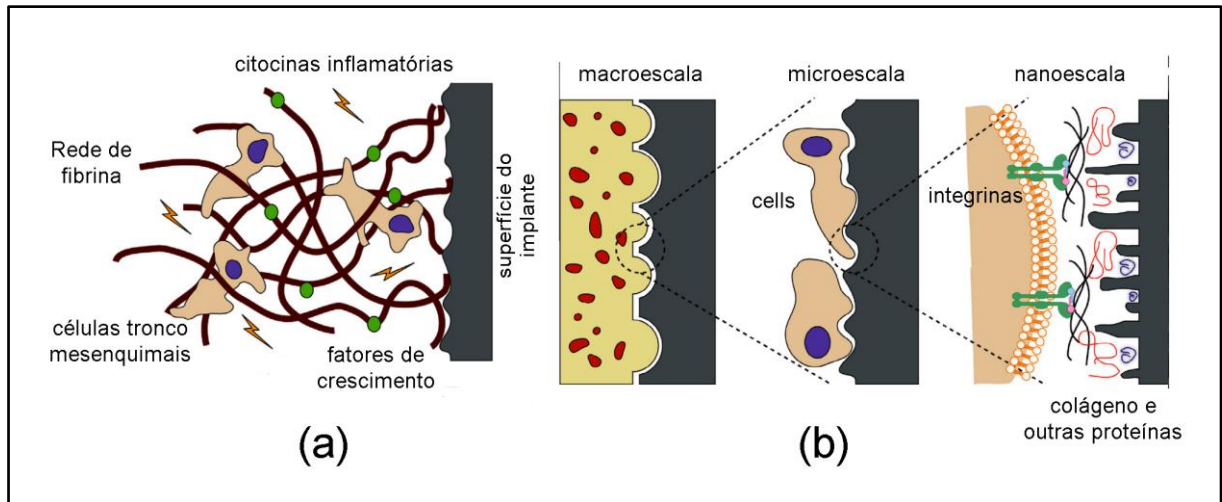 citocinas inflamatórias
Rede de
fibrina
células tronco
mesenquimais
fatores de
crescimento
superfície do
implante
(a)
macroescala
microescala
nanoescala
cells
integrinas
colágeno e
outras proteínas
(b)